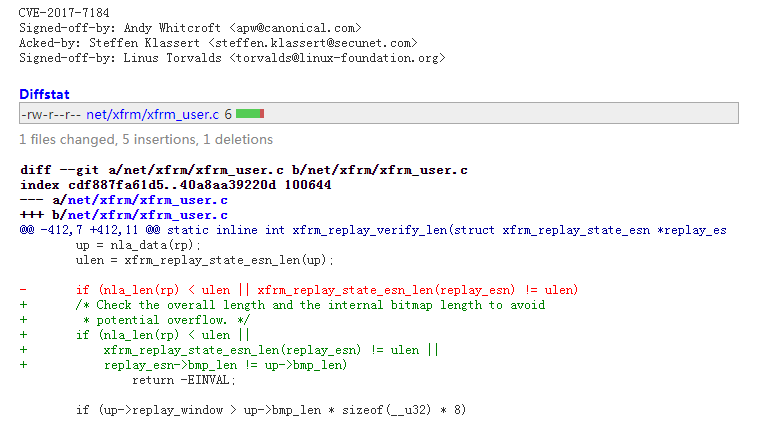 CVE-2017-7184
Signed-off-by: Andy Whitcroft <apw@canonical.com>
Acked-by: Steffen Klassert <steffen.klassert@secunet.com>
Signed-off-by: Linus Torvalds <torvalds@linux-foundation.org>
Diffstat
-rw-r--r-- net/xfrm/xfrm_user.c 6
1 files changed, 5 insertions, 1 deletions
diff --git a/net/xfrm/xfrm_user.c b/net/xfrm/xfrm_user.c
index cdf887fa61d5..40a8aa39220d 100644
--- a/net/xfrm/xfrm_user.c
+++ b/net/xfrm/xfrm_user.c
@@ -412,7 +412,11 @@ static inline int xfrm_replay_verify_len(struct xfrm_replay_state_esn *replay_es
        up = nla_data(rp);
        ulen = xfrm_replay_state_esn_len(up);
-       if (nla_len(rp) < ulen || xfrm_replay_state_esn_len(replay_esn) != ulen)
+       /* Check the overall length and the internal bitmap length to avoid
+        * potential overflow. */
+       if (nla_len(rp) < ulen ||
+           xfrm_replay_state_esn_len(replay_esn) != ulen ||
+           replay_esn->bmp_len != up->bmp_len)
                return -EINVAL;
        if (up->replay_window > up->bmp_len * sizeof(__u32) * 8)